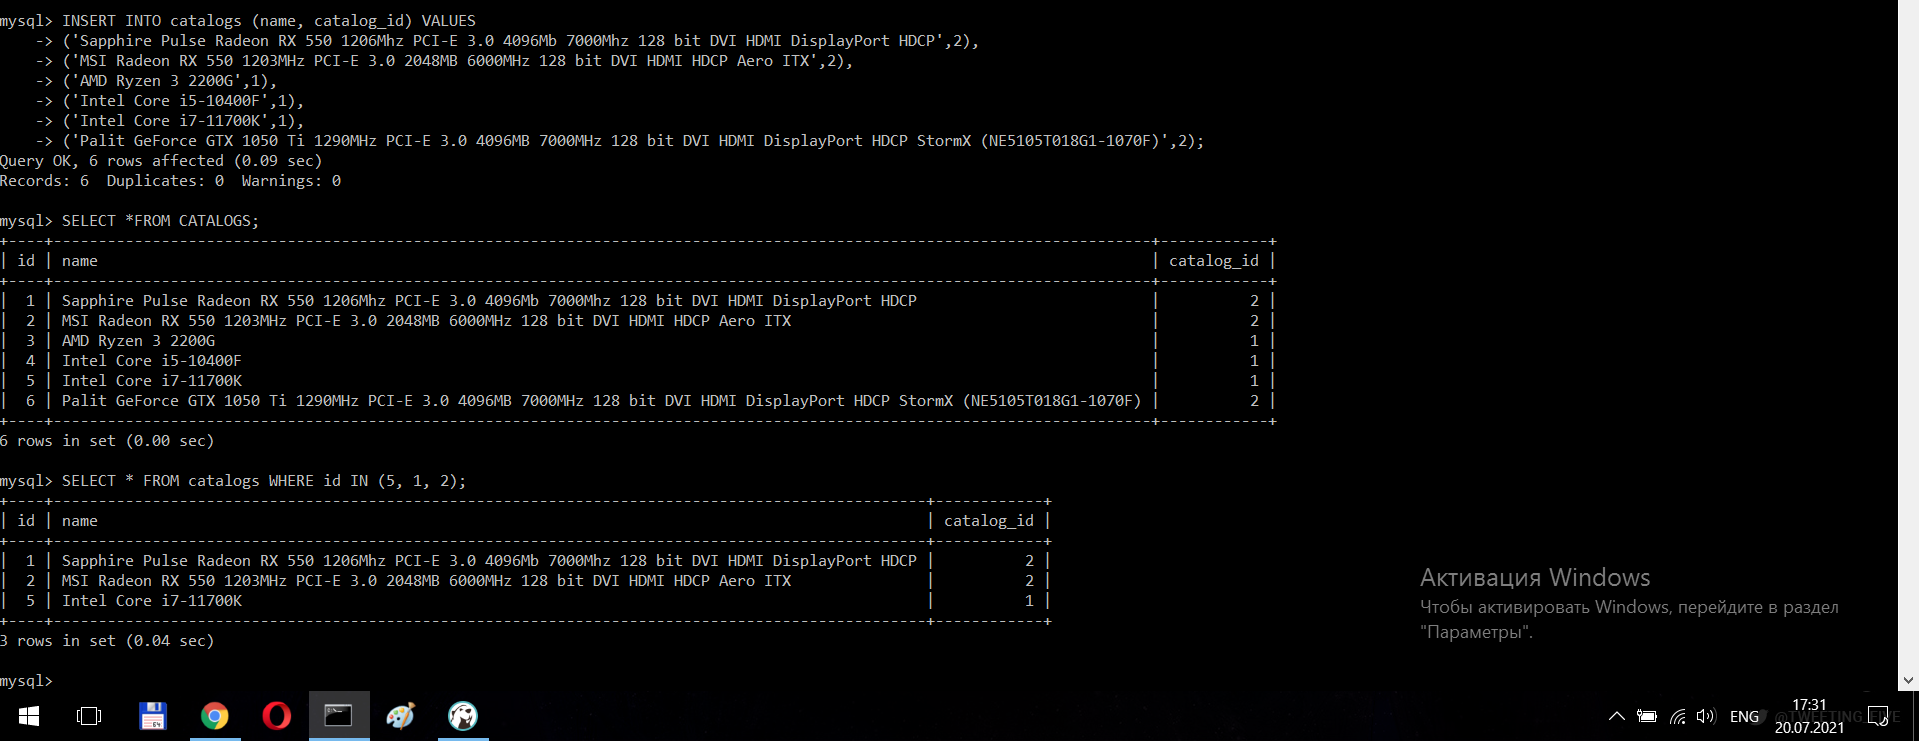 mysql> INSERT INTO catalogs (name, catalog_id) VALUES
    -> ('Sapphire Pulse Radeon RX 550 1206Mhz PCI-E 3.0 4096Mb 7000Mhz 128 bit DVI HDMI DisplayPort HDCP',2),
    -> ('MSI Radeon RX 550 1203MHz PCI-E 3.0 2048MB 6000MHz 128 bit DVI HDMI HDCP Aero ITX',2),
    -> ('AMD Ryzen 3 2200G',1),
    -> ('Intel Core i5-10400F',1),
    -> ('Intel Core i7-11700K',1),
    -> ('Palit GeForce GTX 1050 Ti 1290MHz PCI-E 3.0 4096MB 7000MHz 128 bit DVI HDMI DisplayPort HDCP StormX (NE5105T018G1-1070F)',2);
Query OK, 6 rows affected (0.09 sec)
Records: 6  Duplicates: 0  Warnings: 0
mysql> SELECT *FROM CATALOGS;
| id | name | catalog_id |
| 1 | Sapphire Pulse Radeon RX 550 1206Mhz PCI-E 3.0 4096Mb 7000Mhz 128 bit DVI HDMI DisplayPort HDCP | 2 |
| 2 | MSI Radeon RX 550 1203MHz PCI-E 3.0 2048MB 6000MHz 128 bit DVI HDMI HDCP Aero ITX | 2 |
| 3 | AMD Ryzen 3 2200G | 1 |
| 4 | Intel Core i5-10400F | 1 |
| 5 | Intel Core i7-11700K | 1 |
| 6 | Palit GeForce GTX 1050 Ti 1290MHz PCI-E 3.0 4096MB 7000MHz 128 bit DVI HDMI DisplayPort HDCP StormX (NE5105T018G1-1070F) | 2 |
6 rows in set (0.00 sec)
mysql> SELECT * FROM catalogs WHERE id IN (5, 1, 2);
| id | name | catalog_id |
| 1 | Sapphire Pulse Radeon RX 550 1206Mhz PCI-E 3.0 4096Mb 7000Mhz 128 bit DVI HDMI DisplayPort HDCP | 2 |
| 2 | MSI Radeon RX 550 1203MHz PCI-E 3.0 2048MB 6000MHz 128 bit DVI HDMI HDCP Aero ITX | 2 |
| 5 | Intel Core i7-11700K | 1 |
3 rows in set (0.04 sec)
mysql>
Активация Windows
Чтобы активировать Windows, перейдите в раздел
"Параметры".
64
ENG
17:31
20.07.2021